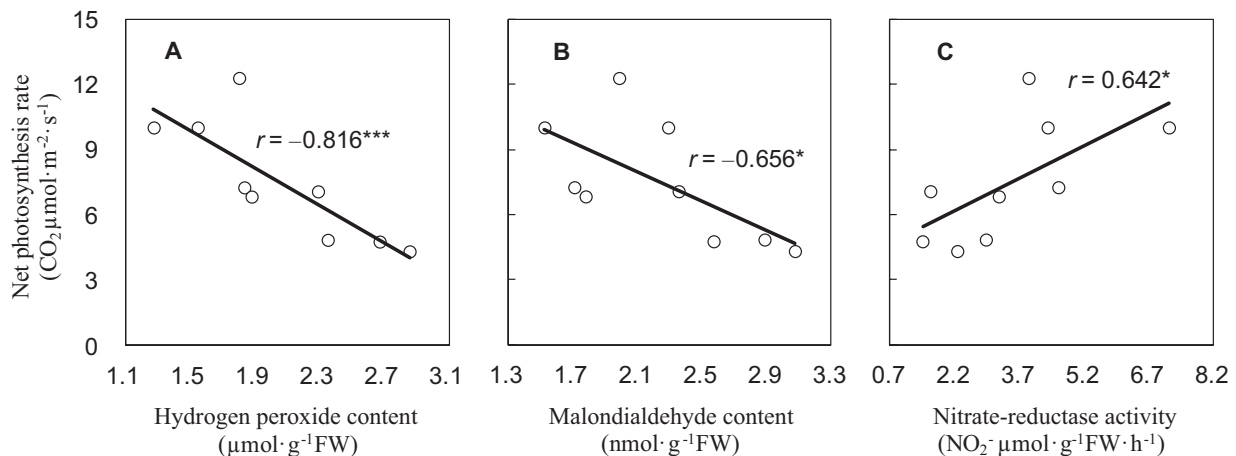 Net photosynthesis rate
(CO₂ μmol·m⁻²·s⁻¹)
15
12
9
6
3
0
A
r = –0.816***
1.1 1.5 1.9 2.3 2.7 3.1
Hydrogen peroxide content
(μmol·g⁻¹FW)
B
r = –0.656*
1.3 1.7 2.1 2.5 2.9 3.3
Malondialdehyde content
(nmol·g⁻¹FW)
C
r = 0.642*
0.7 2.2 3.7 5.2 6.7 8.2
Nitrate-reductase activity
(NO₂⁻ μmol·g⁻¹FW·h⁻¹)